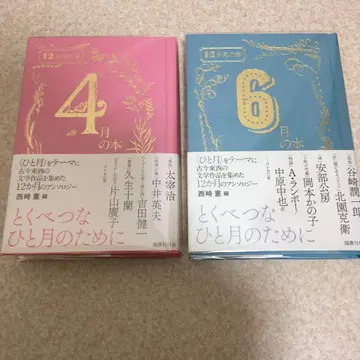 12か月の本
4
月の本
〈ひと月〉をテーマに
古今東西の
文学作品を集めた
12か月のアンソロジー
西崎 憲 編
太宰 治
中井英夫
吉田健一
久生十蘭
片山廣子
とくべつな
ひと月のために
12か月の本
6
月の本
〈ひと月〉をテーマに
古今東西の
文学作品を集めた
12か月のアンソロジー
西崎 憲 編
谷崎潤一郎
北園克衛
安部公房
岡本かの子
A・ランボー
中原中也 訳
とくべつな
ひと月のために
国書刊行会